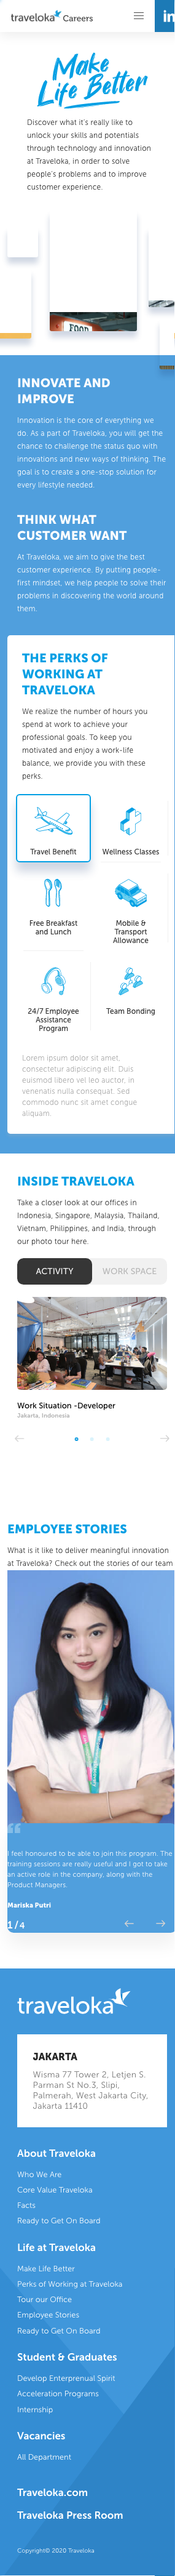 traveloka Careers
in
Make
Life Better
Discover what it's really like to
unlock your skills and potentials
through technology and innovation
at Traveloka, in order to solve
people's problems and to improve
customer experience.
FOOD
INNOVATE AND
IMPROVE
Innovation is the core of everything we
do. As a part of Traveloka, you will get the
chance to challenge the status quo with
innovations and new ways of thinking. The
goal is to create a one-stop solution for
every lifestyle needed.
THINK WHAT
CUSTOMER WANT
At Traveloka, we aim to give the best
customer experience. By putting people-
first mindset, we help people to solve their
problems in discovering the world around
them.
THE PERKS OF
WORKING AT
TRAVELOKA
We realize the number of hours you
spend at work to achieve your
professional goals. To keep you
motivated and enjoy a work-life
balance, we provide you with these
perks.
Travel Benefit
Wellness Classes
Free Breakfast
and Lunch
Mobile &
Transport
Allowance
24/7 Employee
Assistance
Program
Team Bonding
Lorem ipsum dolor sit amet,
consectetur adipiscing elit. Duis
euismod libero vel leo auctor, in
venenatis nulla consequat. Sed
commodo nunc sit amet congue
aliquam.
INSIDE TRAVELOKA
Take a closer look at our offices in
Indonesia, Singapore, Malaysia, Thailand,
Vietnam, Philippines, and India, through
our photo tour here.
ACTIVITY
WORK SPACE
Work Situation -Developer
Jakarta, Indonesia
EMPLOYEE STORIES
What is it like to deliver meaningful innovation
at Traveloka? Check out the stories of our team
I feel honoured to be able to join this program. The
training sessions are really useful and I got to take
an active role in the company, along with the
Product Managers.
Mariska Putri
1 / 4
traveloka
JAKARTA
Wisma 77 Tower 2, Letjen S.
Parman St No.3, Slipi,
Palmerah, West Jakarta City,
Jakarta 11410
About Traveloka
Who We Are
Core Value Traveloka
Facts
Ready to Get On Board
Life at Traveloka
Make Life Better
Perks of Working at Traveloka
Tour our Office
Employee Stories
Ready to Get On Board
Student & Graduates
Develop Enterprenual Spirit
Acceleration Programs
Internship
Vacancies
All Department
Traveloka.com
Traveloka Press Room
Copyright© 2020 Traveloka